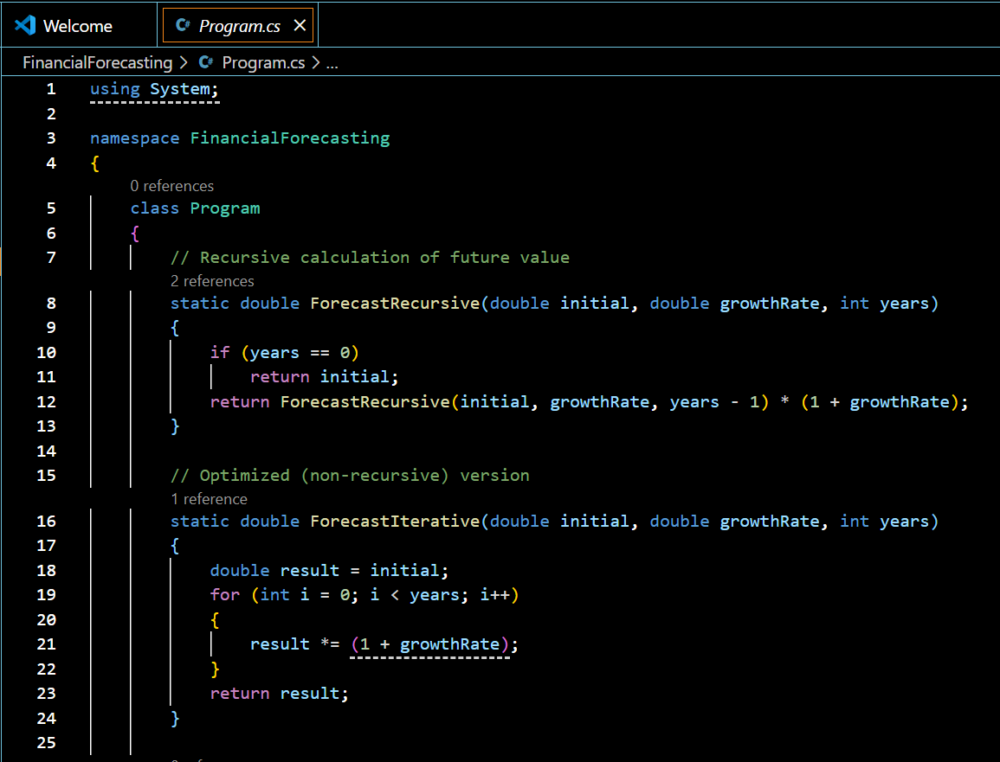 Welcome
C# Program.cs ×
FinancialForecasting > C# Program.cs > ...
1 using System;
2
3 namespace FinancialForecasting
4 {
0 references
5 class Program
6 {
7 // Recursive calculation of future value
2 references
8 static double ForecastRecursive(double initial, double growthRate, int years)
9 {
10 if (years == 0)
11 return initial;
12 return ForecastRecursive(initial, growthRate, years - 1) * (1 + growthRate);
13 }
14
15 // Optimized (non-recursive) version
1 reference
16 static double ForecastIterative(double initial, double growthRate, int years)
17 {
18 double result = initial;
19 for (int i = 0; i < years; i++)
20 {
21 result *= (1 + growthRate);
22 }
23 return result;
24 }
25